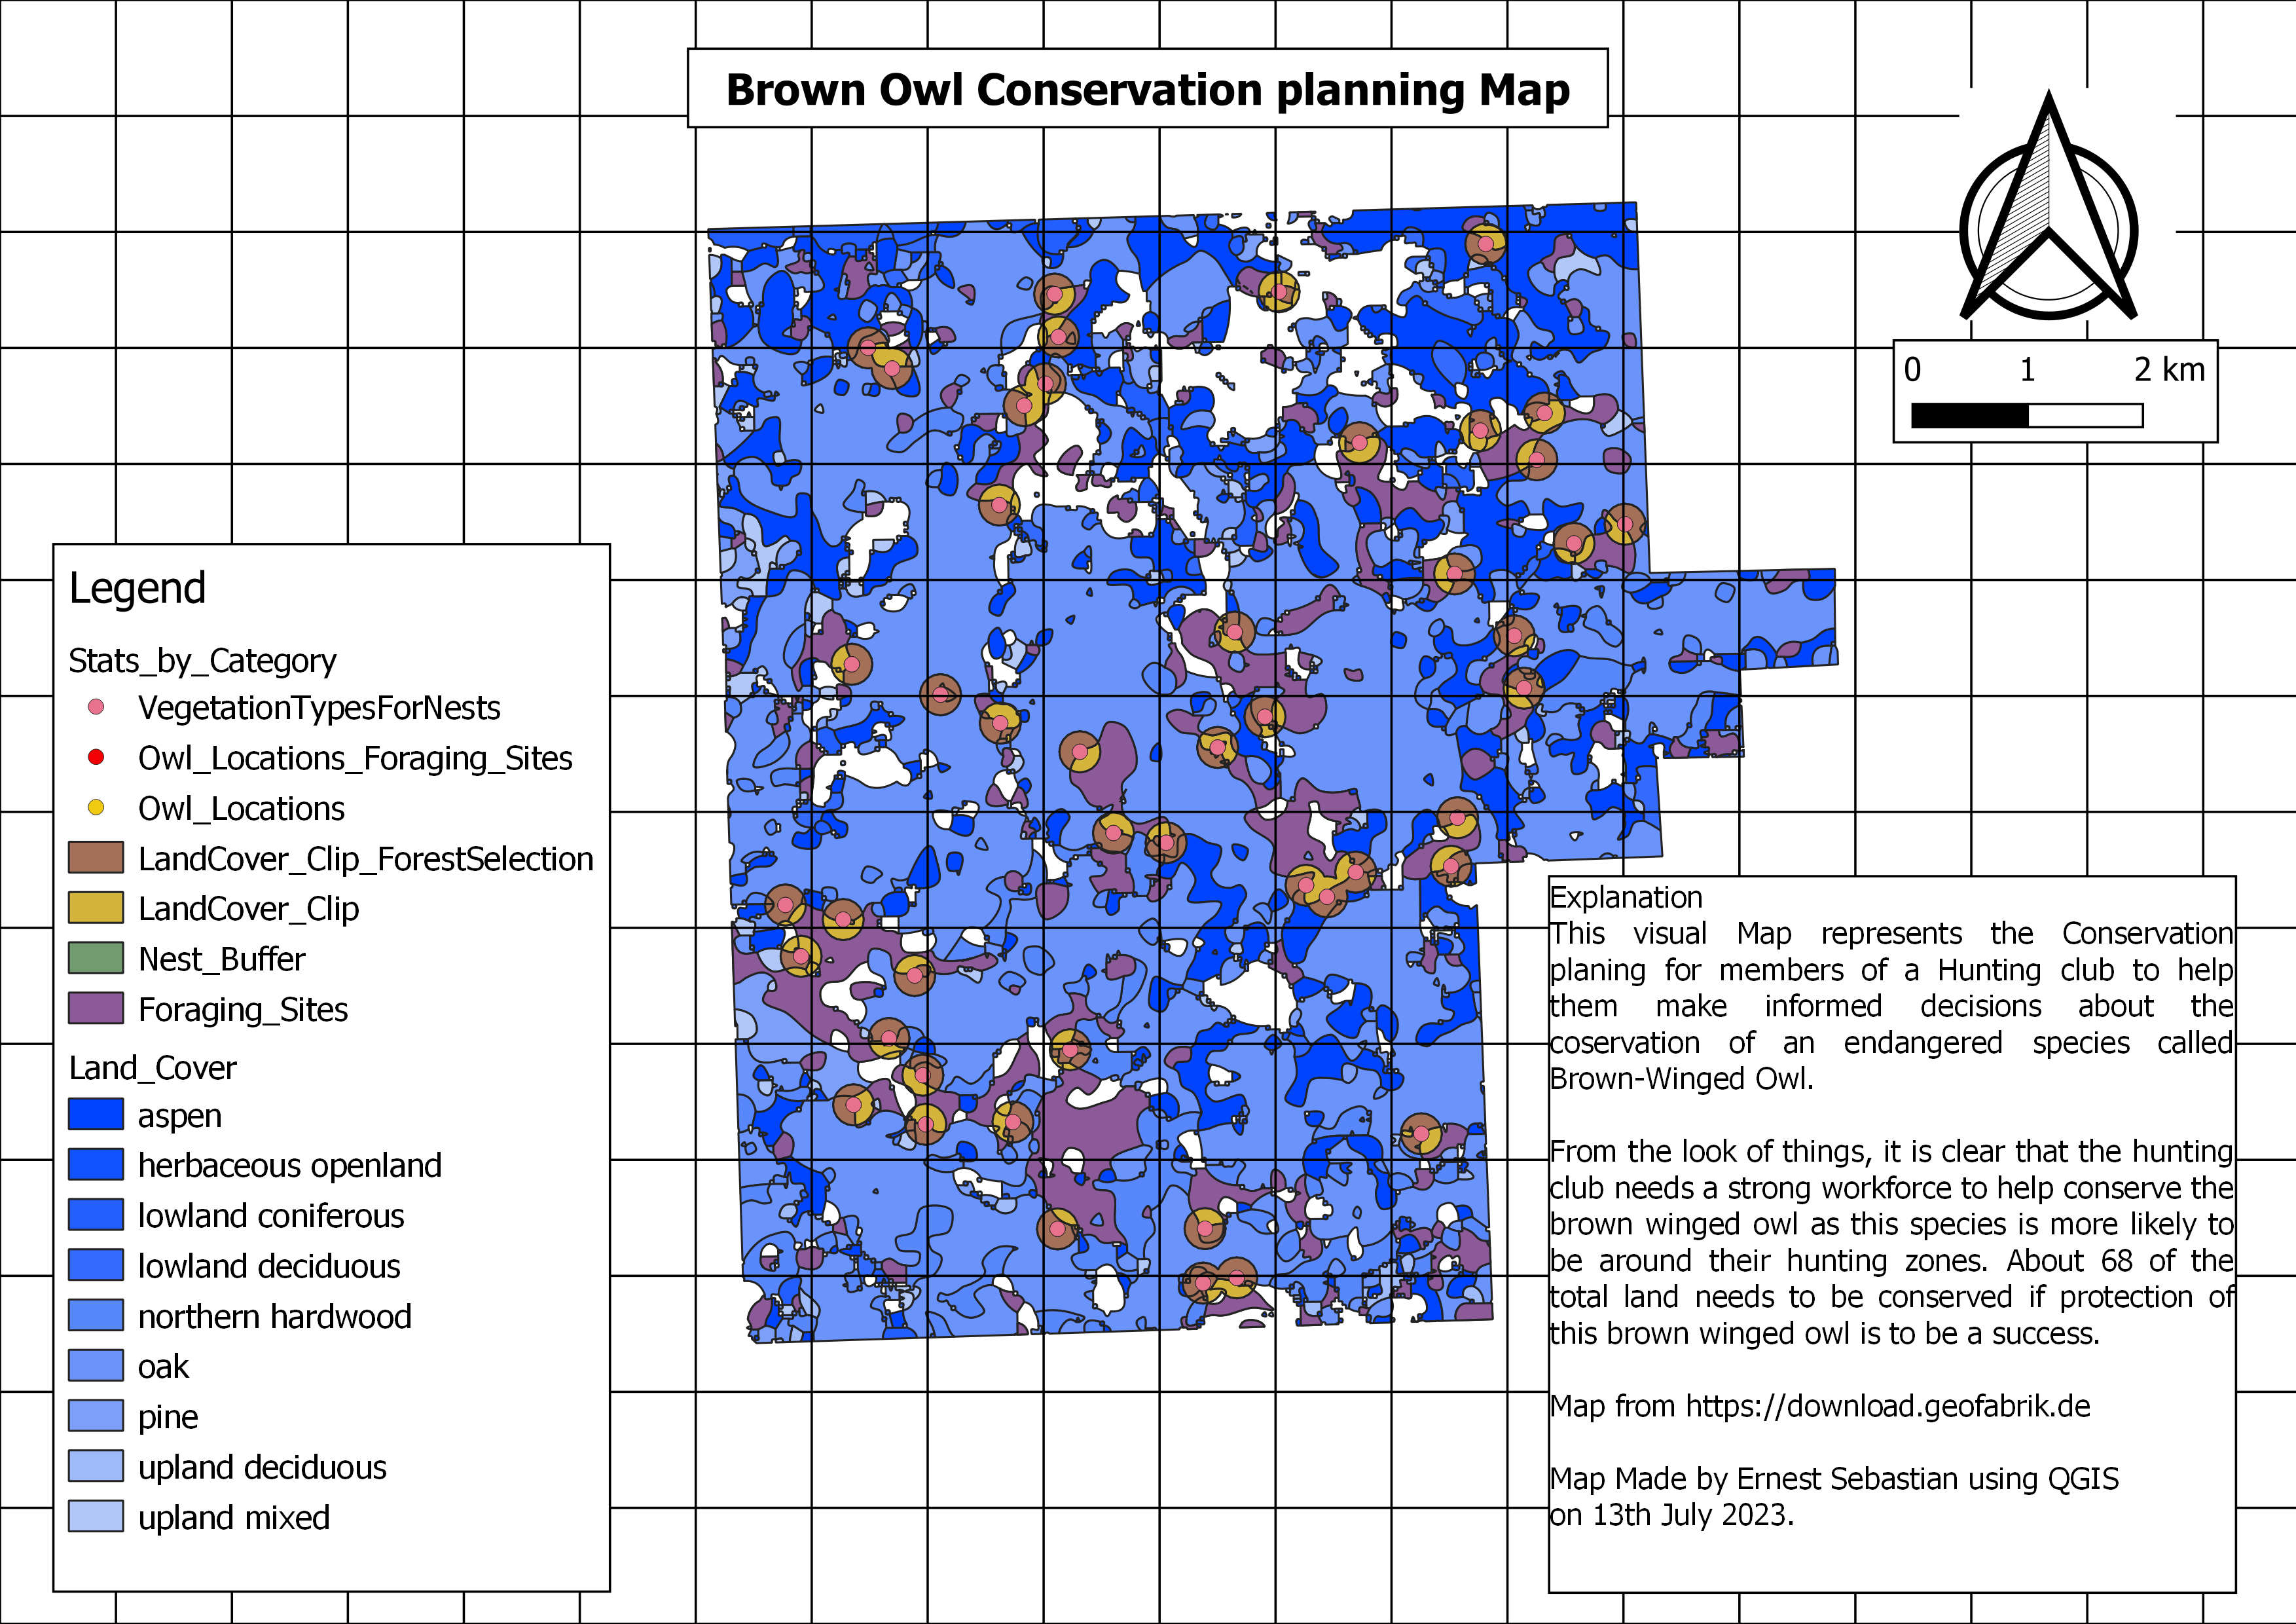 Brown Owl Conservation planning Map
0 1 2 km
Legend
Stats_by_Category
VegetationTypesForNests
Owl_Locations_Foraging_Sites
Owl_Locations
LandCover_Clip_ForestSelection
LandCover_Clip
Nest_Buffer
Foraging_Sites
Land_Cover
aspen
herbaceous openland
lowland coniferous
lowland deciduous
northern hardwood
oak
pine
upland deciduous
upland mixed
Explanation
This visual Map represents the Conservation
planing for members of a Hunting club to help
them make informed decisions about the
coservation of an endangered species called
Brown-Winged Owl.
From the look of things, it is clear that the hunting
club needs a strong workforce to help conserve the
brown winged owl as this species is more likely to
be around their hunting zones. About 68 of the
total land needs to be conserved if protection of
this brown winged owl is to be a success.
Map from https://download.geofabrik.de
Map Made by Ernest Sebastian using QGIS
on 13th July 2023.